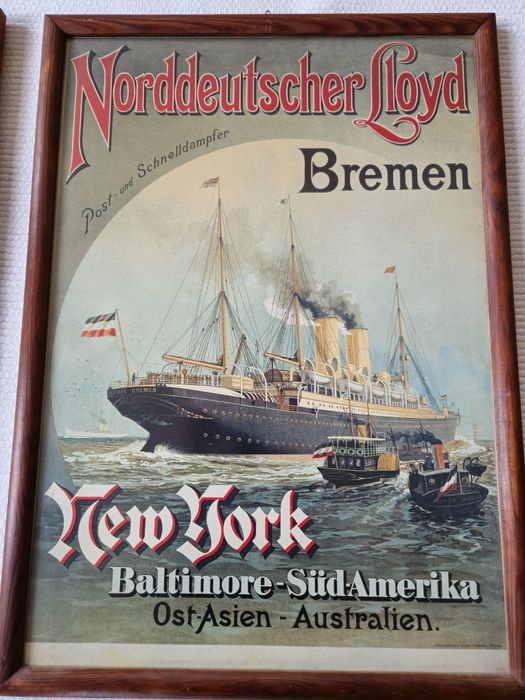 Norddeutscher Lloyd
Bremen
Post- und Schnelldampfer
New York
Baltimore-Süd-Amerika
Ost-Asien - Australien.